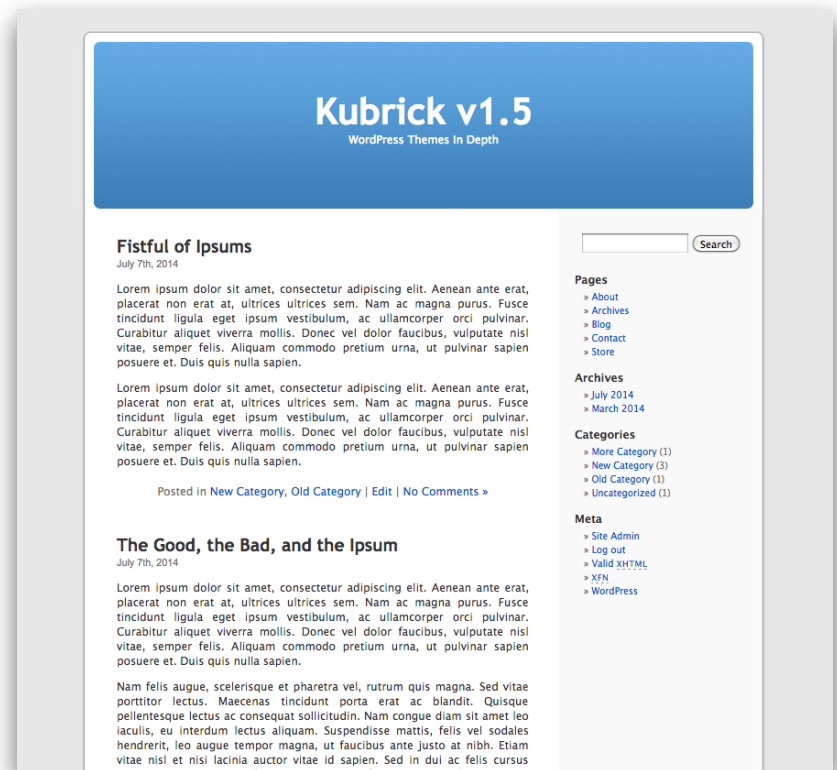 Kubrick v1.5
WordPress Themes In Depth
Fistful of Ipsums
July 7th, 2014
Lorem ipsum dolor sit amet, consectetur adipiscing elit. Aenean ante erat,
placerat non erat at, ultrices ultrices sem. Nam ac magna purus. Fusce
tincidunt ligula eget ipsum vestibulum, ac ullamcorper orci pulvinar.
Curabitur aliquet viverra mollis. Donec vel dolor faucibus, vulputate nisl
vitae, semper felis. Aliquam commodo pretium urna, ut pulvinar sapien
posuere et. Duis quis nulla sapien.
Lorem ipsum dolor sit amet, consectetur adipiscing elit. Aenean ante erat,
placerat non erat at, ultrices ultrices sem. Nam ac magna purus. Fusce
tincidunt ligula eget ipsum vestibulum, ac ullamcorper orci pulvinar.
Curabitur aliquet viverra mollis. Donec vel dolor faucibus, vulputate nisl
vitae, semper felis. Aliquam commodo pretium urna, ut pulvinar sapien
posuere et. Duis quis nulla sapien.
Posted in New Category, Old Category | Edit | No Comments »
The Good, the Bad, and the Ipsum
July 7th, 2014
Lorem ipsum dolor sit amet, consectetur adipiscing elit. Aenean ante erat,
placerat non erat at, ultrices ultrices sem. Nam ac magna purus. Fusce
tincidunt ligula eget ipsum vestibulum, ac ullamcorper orci pulvinar.
Curabitur aliquet viverra mollis. Donec vel dolor faucibus, vulputate nisl
vitae, semper felis. Aliquam commodo pretium urna, ut pulvinar sapien
posuere et. Duis quis nulla sapien.
Nam felis augue, scelerisque et pharetra vel, rutrum quis magna. Sed vitae
porttitor lectus. Maecenas tincidunt porta erat ac blandit. Quisque
pellentesque lectus ac consequat sollicitudin. Nam congue diam sit amet leo
iaculis, eu interdum lectus aliquam. Suspendisse mattis, felis vel sodales
hendrerit, leo augue tempor magna, ut faucibus ante justo at nibh. Etiam
vitae nisl et nisi lacinia auctor vitae id sapien. Sed in dui ac felis cursus
Search
Pages
» About
» Archives
» Blog
» Contact
» Store
Archives
» July 2014
» March 2014
Categories
» More Category (1)
» New Category (3)
» Old Category (1)
» Uncategorized (1)
Meta
» Site Admin
» Log out
» Valid XHTML
» XFN
» WordPress